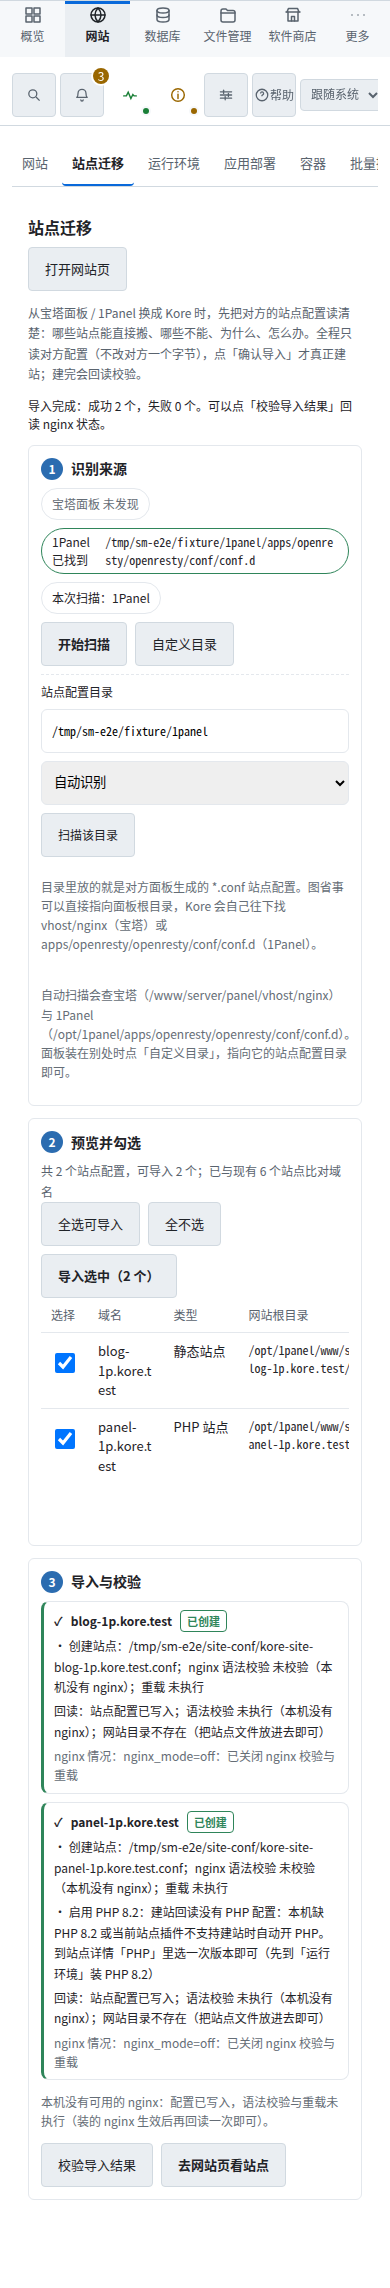 概览 网站 数据库 文件管理 软件商店 更多
3
帮助 跟随系统
网站 站点迁移 运行环境 应用部署 容器
站点迁移
打开网站页
从宝塔面板 / 1Panel 换成 Kore 时，先把对方的站点配置读清
楚：哪些站点能直接搬、哪些不能、为什么、怎么办。全程只
读对方配置（不改对方一个字节），点「确认导入」才真正建
站；建完会回读校验。
导入完成：成功 2 个，失败 0 个。可以点「校验导入结果」回
读 nginx 状态。
1 识别来源
宝塔面板 未发现
1Panel
已找到
/tmp/sm-e2e/fixture/1panel/apps/openre
sty/openresty/conf/conf.d
本次扫描：1Panel
开始扫描 自定义目录
站点配置目录
/tmp/sm-e2e/fixture/1panel
自动识别
扫描该目录
目录里放的就是对方面板生成的 *.conf 站点配置。图省事
可以直接指向面板根目录，Kore 会自己往下找
vhost/nginx（宝塔）或
apps/openresty/openresty/conf/conf.d（1Panel）。
自动扫描会查宝塔（/www/server/panel/vhost/nginx）
与 1Panel
（/opt/1panel/apps/openresty/openresty/conf/conf.d）。
面板装在别处时点「自定义目录」，指向它的站点配置目录
即可。
2 预览并勾选
共 2 个站点配置，可导入 2 个；已与现有 6 个站点比对域
名
全选可导入 全不选
导入选中（2 个）
选择 域名 类型 网站根目录
blog-
1p.kore.t
est
静态站点
/opt/1panel/www/s
log-1p.kore.test/
panel-
1p.kore.t
est
PHP 站点
/opt/1panel/www/s
anel-1p.kore.test
3 导入与校验
✓ blog-1p.kore.test 已创建
· 创建站点：/tmp/sm-e2e/site-conf/kore-site-
blog-1p.kore.test.conf；nginx 语法校验 未校验（本
机没有 nginx）；重载 未执行
回读：站点配置已写入；语法校验 未执行（本机没有
nginx）；网站目录不存在（把站点文件放进去即可）
nginx 情况：nginx_mode=off：已关闭 nginx 校验与
重载
✓ panel-1p.kore.test 已创建
· 创建站点：/tmp/sm-e2e/site-conf/kore-site-
panel-1p.kore.test.conf；nginx 语法校验 未校验
（本机没有 nginx）；重载 未执行
· 启用 PHP 8.2：建站回读没有 PHP 配置：本机缺
PHP 8.2 或当前站点插件不支持建站时自动开 PHP。
到站点详情「PHP」里选一次版本即可（先到「运行
环境」装 PHP 8.2）
回读：站点配置已写入；语法校验 未执行（本机没有
nginx）；网站目录不存在（把站点文件放进去即可）
nginx 情况：nginx_mode=off：已关闭 nginx 校验与
重载
本机没有可用的 nginx：配置已写入，语法校验与重载未
执行（装的 nginx 生效后再回读一次即可）。
校验导入结果 去网站页看站点